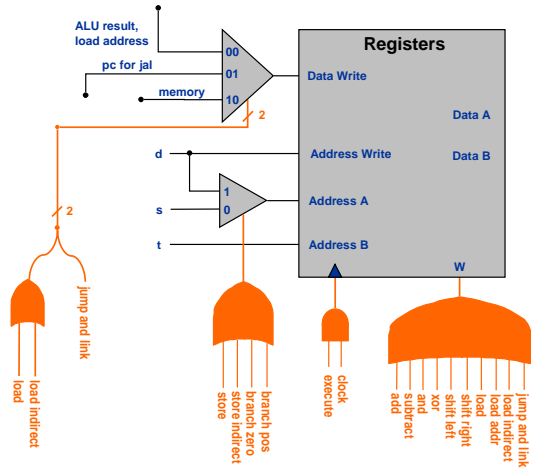 ALU result,
load address
pc for jal
memory
00
01
10
2
Registers
Data Write
Data A
Address Write
Data B
Address A
Address B
W
d
s
t
1
0
2
load
load indirect
jump and link
store
store indirect
branch zero
branch pos
execute
clock
add
subtract
and
xor
shift left
shift right
load
load addr
load indirect
jump and link